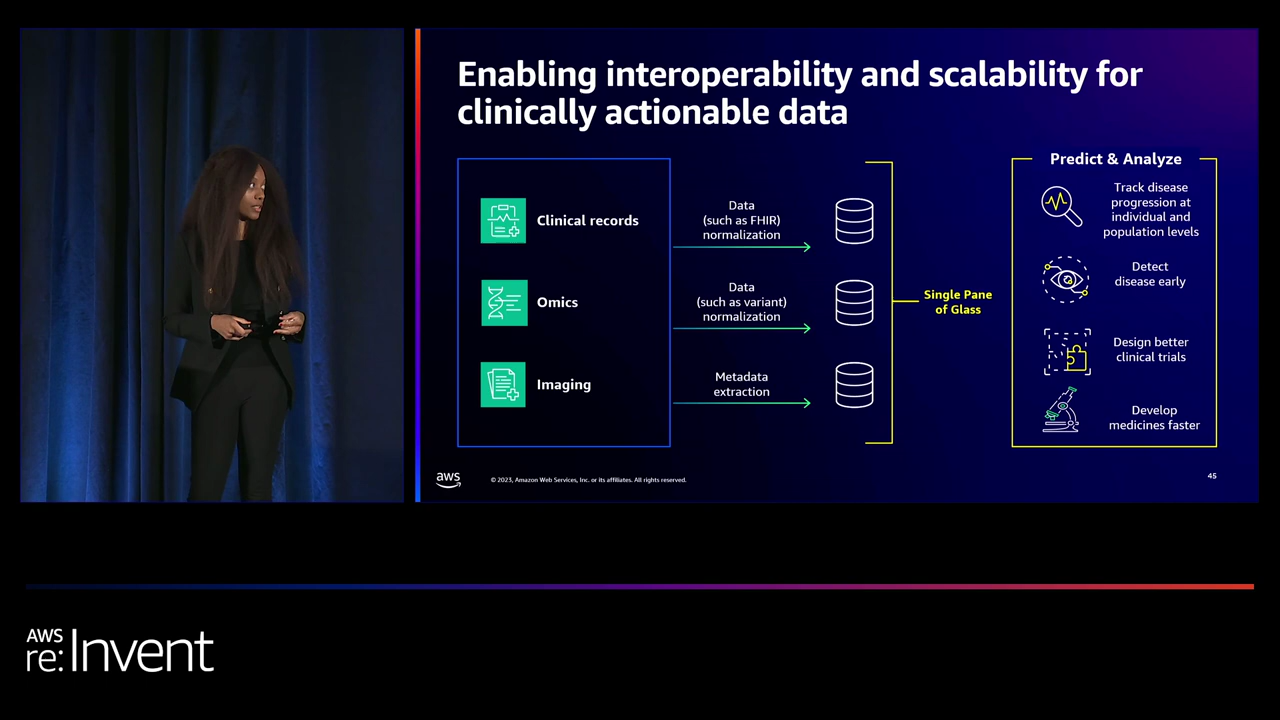 Enabling interoperability and scalability for
clinically actionable data
Clinical records
Omics
Imaging
Data
(such as FHIR)
normalization
Data
(such as variant)
normalization
Metadata
extraction
Single Pane
of Glass
Predict & Analyze
Track disease
progression at
individual and
population levels
Detect
disease early
Design better
clinical trials
Develop
medicines faster
aws
© 2023, Amazon Web Services, Inc. or its affiliates. All rights reserved.
45
AWS
re:Invent